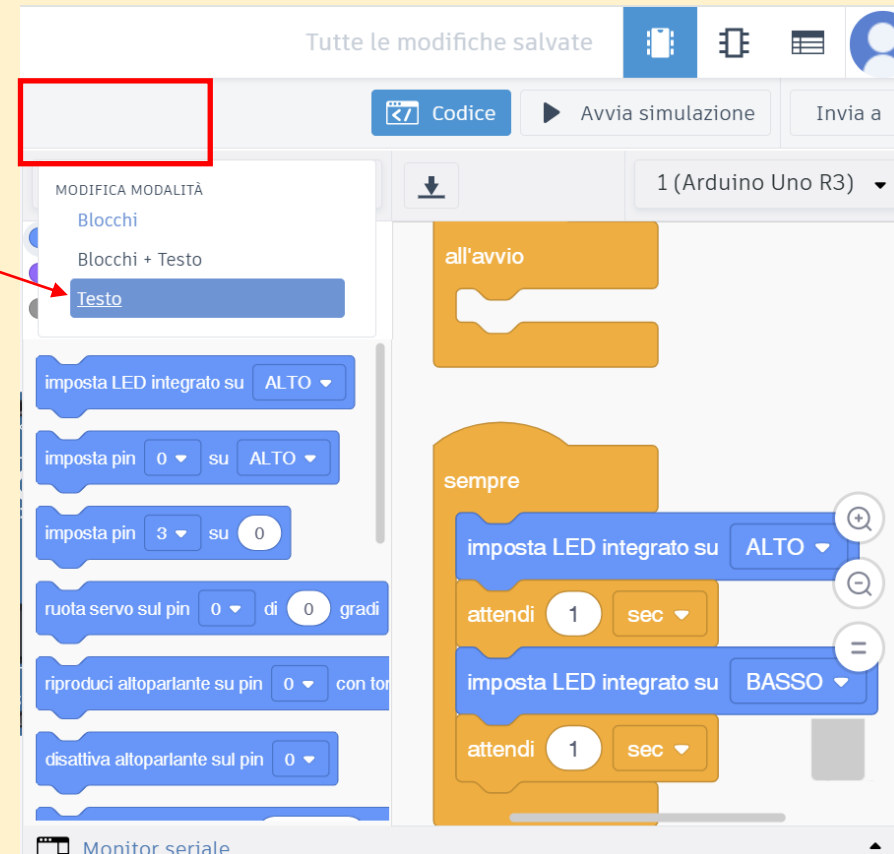 Tutte le modifiche salvate
Codice
Avvia simulazione
Invia a
MODIFICA MODALITÀ
Blocchi
Blocchi + Testo
Testo
1 (Arduino Uno R3)
imposta LED integrato su ALTO
imposta pin 0 su ALTO
imposta pin 3 su 0
ruota servo sul pin 0 di 0 gradi
riproduci altoparlante su pin 0 con tor
disattiva altoparlante sul pin 0
all'avvio
sempre
imposta LED integrato su ALTO
attendi 1 sec
imposta LED integrato su BASSO
attendi 1 sec
Monitor seriale